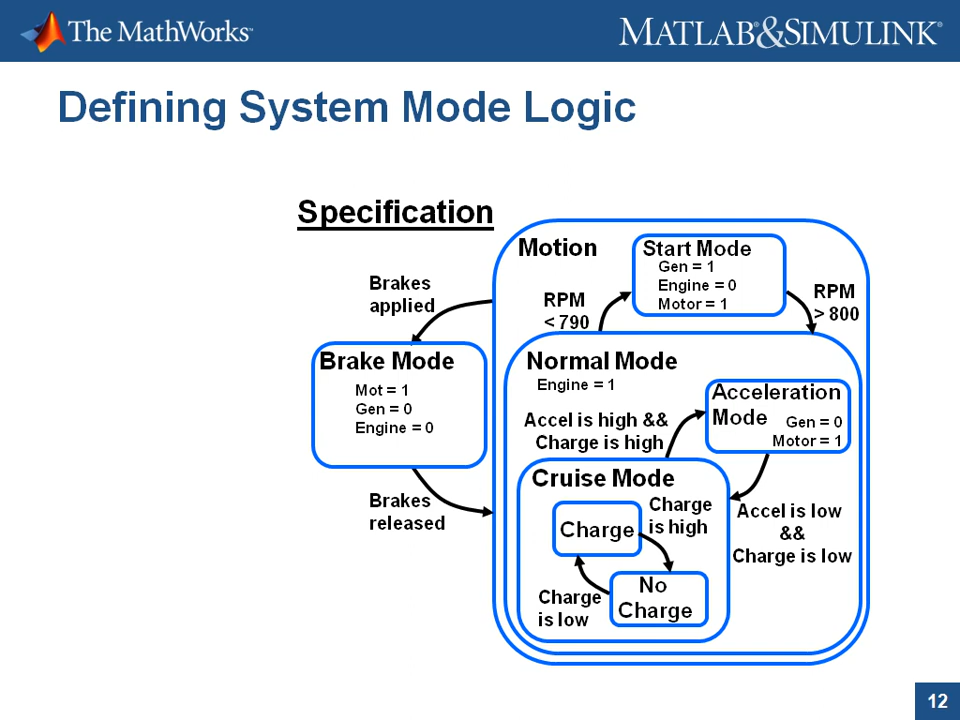 The MathWorks™
MATLAB®&SIMULINK®
Defining System Mode Logic
Specification
Motion
Start Mode
Gen = 1
Engine = 0
Motor = 1
Brakes
applied
RPM
< 790
RPM
> 800
Brake Mode
Mot = 1
Gen = 0
Engine = 0
Normal Mode
Engine = 1
Acceleration
Mode
Gen = 0
Motor = 1
Accel is high &&
Charge is high
Cruise Mode
Brakes
released
Charge
Charge
is high
Accel is low
&&
Charge is low
No
Charge
Charge
is low
12